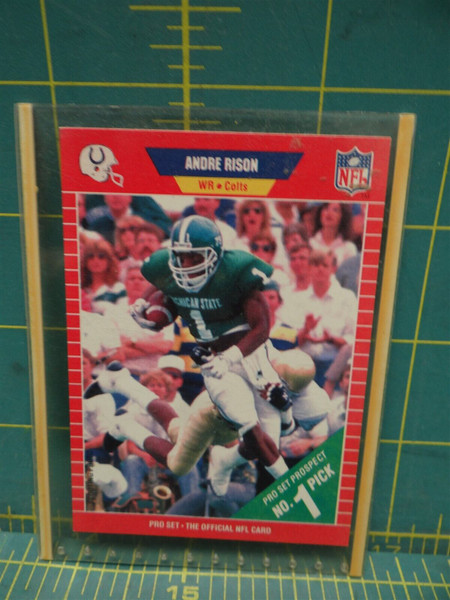 ANDRE RISON
WR • Colts
NFL
MICHIGAN STATE
1
1
PRO SET PROSPECT
NO. 1 PICK
PRO SET • THE OFFICIAL NFL CARD
15